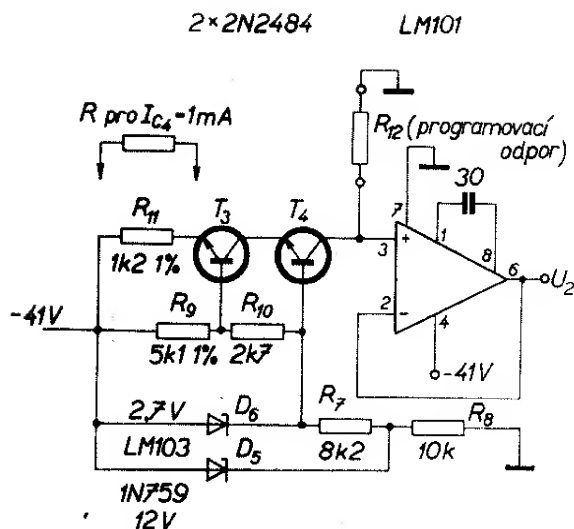 2×2N2484 LM101
R pro I_C4=1mA
R12 (programovací
odpor)
30
R11
T3
T4
7
1
8
3
+
6
U2
1k2 1%
2
−
4
-41V
R9
R10
5k1 1%
2k7
-41V
2,7V
D6
R7
R8
LM103
D5
8k2
10k
1N759
12V